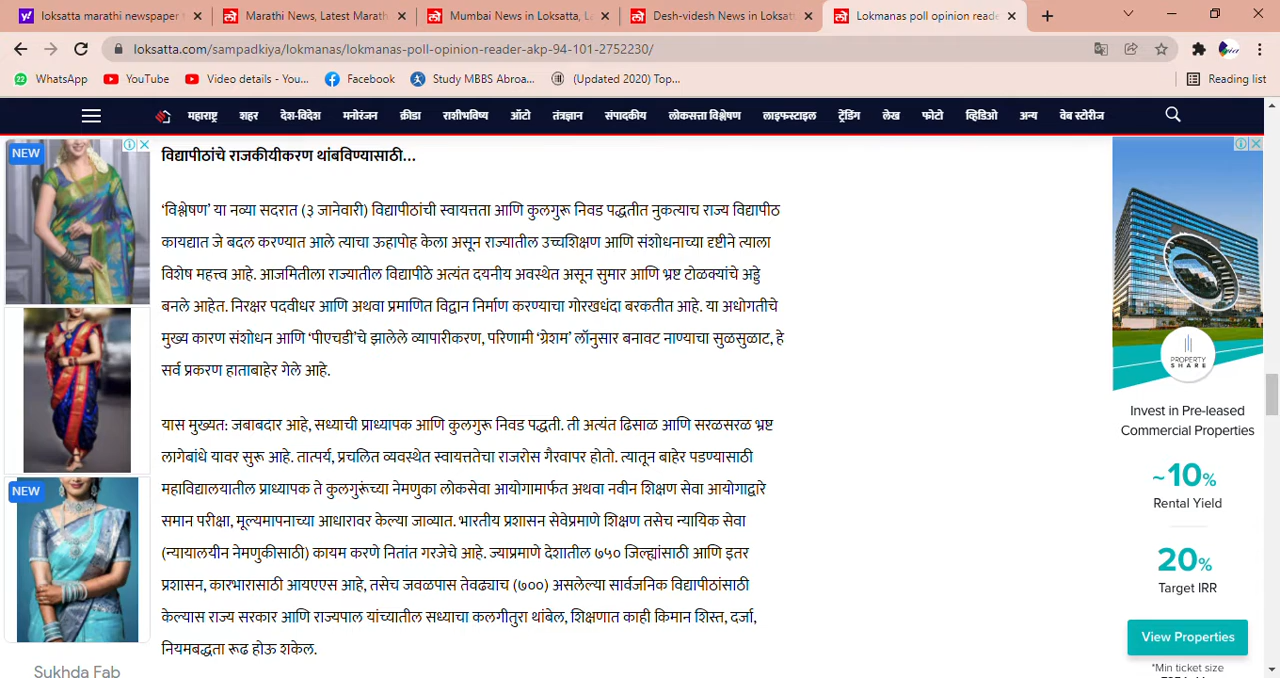 loksatta marathi newspaper
Marathi News, Latest Marath
Mumbai News in Loksatta, La
Desh-videsh News in Loksatt
Lokmanas poll opinion reade
loksatta.com/sampadkiya/lokmanas/lokmanas-poll-opinion-reader-akp-94-101-2752230/
22 WhatsApp
YouTube
Video details - You...
Facebook
Study MBBS Abroa...
(Updated 2020) Top...
Reading list
महाराष्ट्र शहर देश-विदेश मनोरंजन क्रीडा राशीभविष्य ऑटो तंत्रज्ञान संपादकीय लोकसत्ता विश्लेषण लाइफस्टाइल ट्रेंडिंग लेख फोटो व्हिडिओ अन्य वेब स्टोरीज
NEW
NEW
Sukhda Fab
विद्यापीठांचे राजकीयीकरण थांबविण्यासाठी...
‘विश्लेषण’ या नव्या सदरात (३ जानेवारी) विद्यापीठांची स्वायत्तता आणि कुलगुरू निवड पद्धतीत नुकत्याच राज्य विद्यापीठ
कायद्यात जे बदल करण्यात आले त्याचा ऊहापोह केला असून राज्यातील उच्चशिक्षण आणि संशोधनाच्या दृष्टीने त्याला
विशेष महत्त्व आहे. आजमितीला राज्यातील विद्यापीठे अत्यंत दयनीय अवस्थेत असून सुमार आणि भ्रष्ट टोळक्यांचे अड्डे
बनले आहेत. निरक्षर पदवीधर आणि अथवा प्रमाणित विद्वान निर्माण करण्याचा गोरखधंदा बरकतीत आहे. या अधोगतीचे
मुख्य कारण संशोधन आणि ‘पीएचडी’चे झालेले व्यापारीकरण, परिणामी ‘ग्रेशम’ लॉनुसार बनावट नाण्याचा सुळसुळाट, हे
सर्व प्रकरण हाताबाहेर गेले आहे.
यास मुख्यत: जबाबदार आहे, सध्याची प्राध्यापक आणि कुलगुरू निवड पद्धती. ती अत्यंत ढिसाळ आणि सरळसरळ भ्रष्ट
लागेबांधे यावर सुरू आहे. तात्पर्य, प्रचलित व्यवस्थेत स्वायत्ततेचा राजरोस गैरवापर होतो. त्यातून बाहेर पडण्यासाठी
महाविद्यालयातील प्राध्यापक ते कुलगुरूंच्या नेमणुका लोकसेवा आयोगामार्फत अथवा नवीन शिक्षण सेवा आयोगाद्वारे
समान परीक्षा, मूल्यमापनाच्या आधारावर केल्या जाव्यात. भारतीय प्रशासन सेवेप्रमाणे शिक्षण तसेच न्यायिक सेवा
(न्यायालयीन नेमणुकीसाठी) कायम करणे नितांत गरजेचे आहे. ज्याप्रमाणे देशातील ७५० जिल्ह्यांसाठी आणि इतर
प्रशासन, कारभारासाठी आयएएस आहे, तसेच जवळपास तेवढ्याच (७००) असलेल्या सार्वजनिक विद्यापीठांसाठी
केल्यास राज्य सरकार आणि राज्यपाल यांच्यातील सध्याचा कलगीतुरा थांबेल, शिक्षणात काही किमान शिस्त, दर्जा,
नियमबद्धता रूढ होऊ शकेल.
PROPERTY
SHARE
Invest in Pre-leased
Commercial Properties
~10%
Rental Yield
20%
Target IRR
View Properties
*Min ticket size